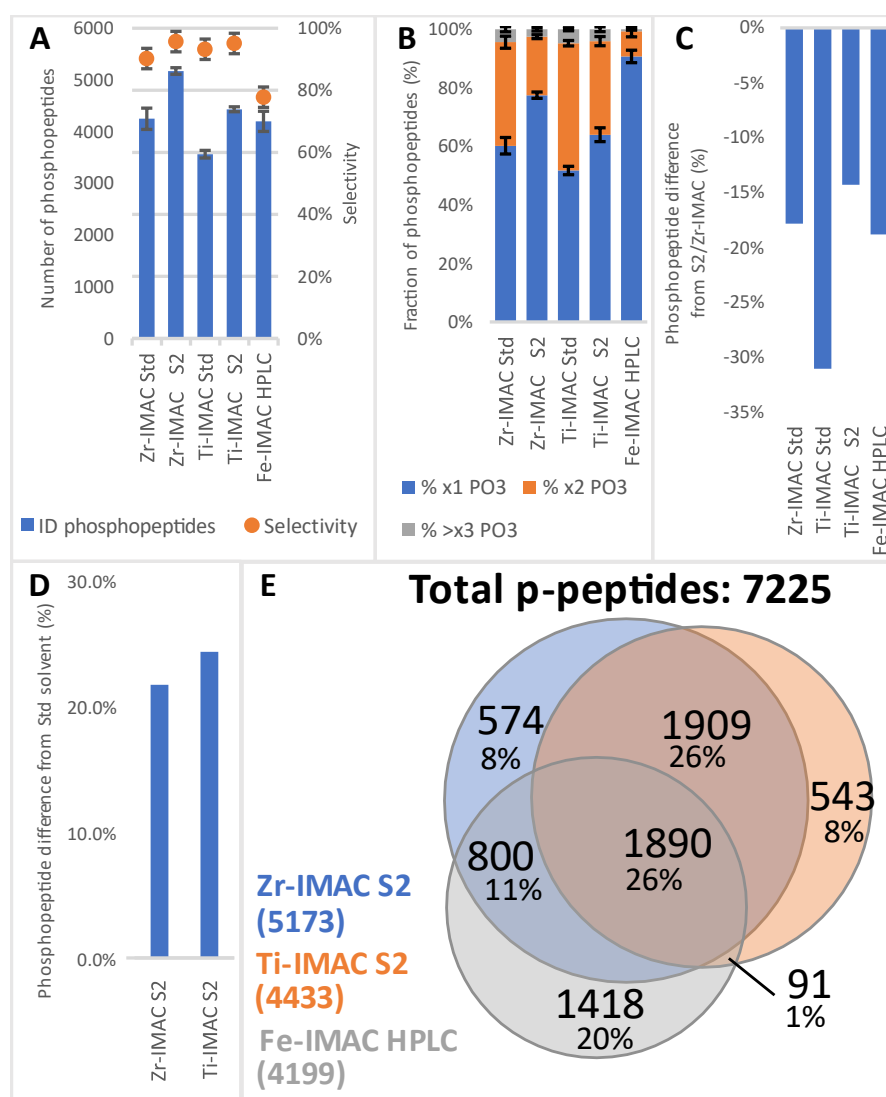 A
6000
5000
4000
3000
2000
1000
0
Number of phosphopeptides
100%
80%
60%
40%
20%
0%
Selectivity
Zr-IMAC Std
Zr-IMAC S2
Ti-IMAC Std
Ti-IMAC S2
Fe-IMAC HPLC
ID phosphopeptides
Selectivity
B
100%
80%
60%
40%
20%
0%
Fraction of phosphopeptides (%)
Zr-IMAC Std
Zr-IMAC S2
Ti-IMAC Std
Ti-IMAC S2
Fe-IMAC HPLC
% x1 PO3
% x2 PO3
% >x3 PO3
C
0%
-5%
-10%
-15%
-20%
-25%
-30%
-35%
Phosphopeptide difference
from S2/Zr-IMAC (%)
Zr-IMAC Std
Ti-IMAC Std
Ti-IMAC S2
Fe-IMAC HPLC
D
30.0%
20.0%
10.0%
0.0%
Phosphopeptide difference from Std solvent (%)
Zr-IMAC S2
Ti-IMAC S2
E
Total p-peptides: 7225
574
8%
1909
26%
543
8%
800
11%
1890
26%
91
1%
1418
20%
Zr-IMAC S2
(5173)
Ti-IMAC S2
(4433)
Fe-IMAC HPLC
(4199)